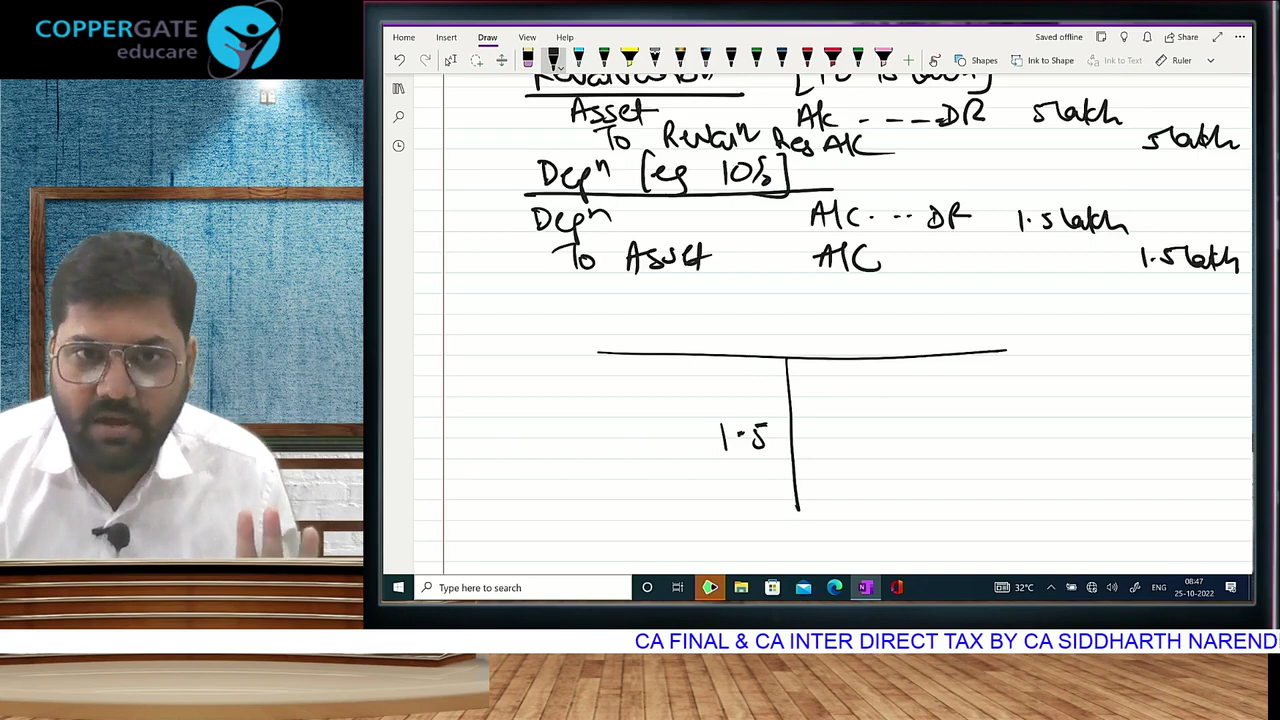 COPPERGATE
educare
Home Insert Draw View Help
Saved offline
Share
Shapes
Ink to Shape
Ink to Text
Ruler
Asset A/c - - - - DR 5 lakh
To Revalⁿ Res A/C 5 lakh
Depⁿ [eg 10%]
Depⁿ A/C . - - DR 1.5 lakh
To Asset A/C 1.5 lakh
1.5
Type here to search
32°C
ENG
08:47
25-10-2022
CA FINAL & CA INTER DIRECT TAX BY CA SIDDHARTH NAREND